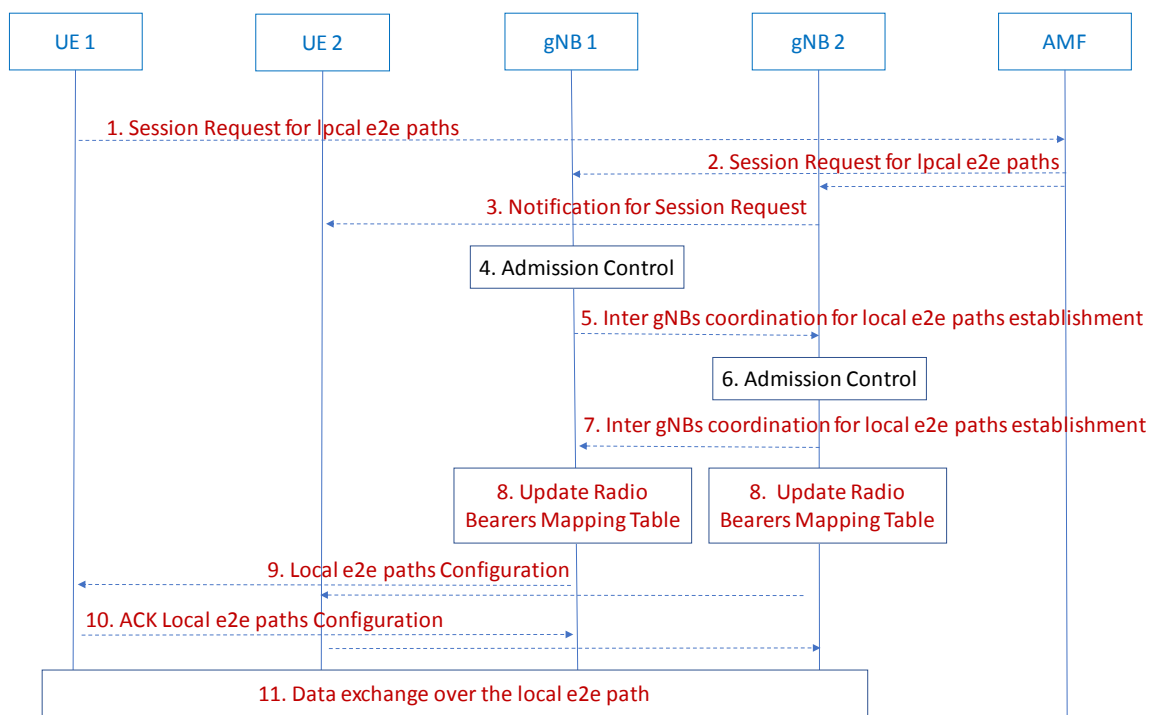 UE 1
UE 2
gNB 1
gNB 2
AMF
1. Session Request for lpcal e2e paths
2. Session Request for lpcal e2e paths
3. Notification for Session Request
4. Admission Control
5. Inter gNBs coordination for local e2e paths establishment
6. Admission Control
7. Inter gNBs coordination for local e2e paths establishment
8. Update Radio
Bearers Mapping Table
8. Update Radio
Bearers Mapping Table
9. Local e2e paths Configuration
10. ACK Local e2e paths Configuration
11. Data exchange over the local e2e path